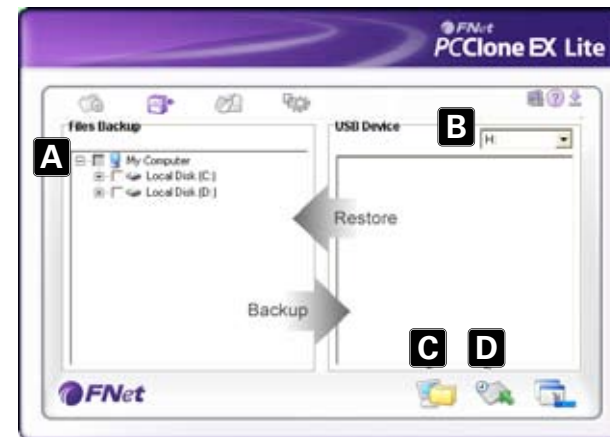 FNet
PCClone EX Lite
Files Backup
USB Device
B
H:
A
My Computer
Local Disk (C:)
Local Disk (D:)
Restore
Backup
C
D
FNet